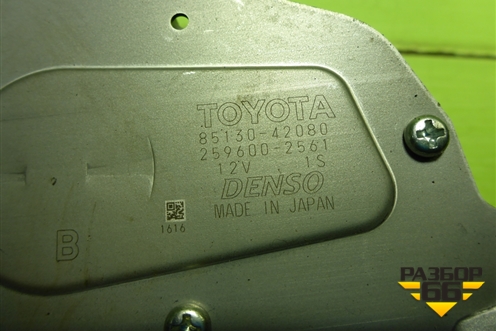 TOYOTA
85130-42080
259600-2561
12V 1S
DENSO
MADE IN JAPAN
1616
B
РАЗБОР
66